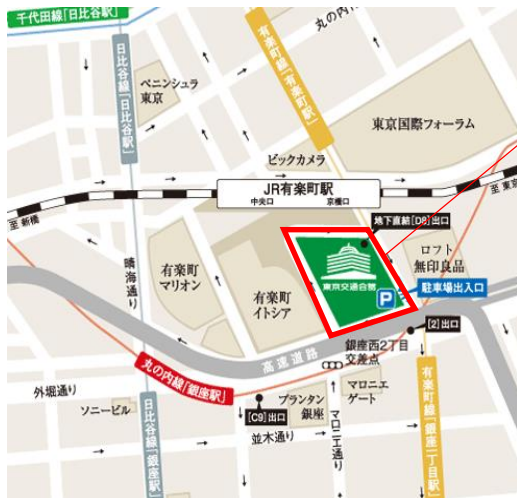 千代田線「日比谷駅」
日比谷線「日比谷駅」
有楽町線「有楽町駅」
丸の内
ペニンシュラ
東京
東京国際フォーラム
ビックカメラ
JR有楽町駅
中央口
京橋口
至 新橋
至 東京
地下直結[D8]出口
ロフト
無印良品
東京交通会館
P
駐車場出入口
晴海通り
有楽町
マリオン
有楽町
イトシア
[2]出口
銀座西2丁目
交差点
高速道路
丸の内線「銀座駅」
外堀通り
マロニエ
ゲート
ソニービル
プランタン
銀座
[C9]出口
並木通り
マロニエ通り
日比谷線「銀座駅」
有楽町線「銀座一丁目駅」